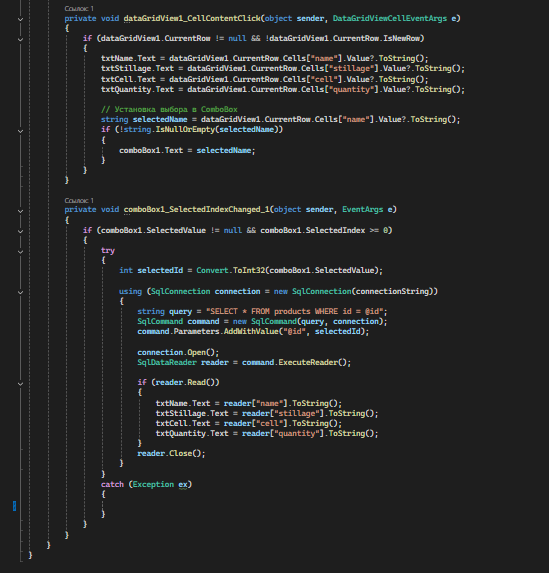 Ссылок: 1
private void dataGridView1_CellContentClick(object sender, DataGridViewCellEventArgs e)
{
if (dataGridView1.CurrentRow != null && !dataGridView1.CurrentRow.IsNewRow)
{
txtName.Text = dataGridView1.CurrentRow.Cells["name"].Value?.ToString();
txtStillage.Text = dataGridView1.CurrentRow.Cells["stillage"].Value?.ToString();
txtCell.Text = dataGridView1.CurrentRow.Cells["cell"].Value?.ToString();
txtQuantity.Text = dataGridView1.CurrentRow.Cells["quantity"].Value?.ToString();
// Установка выбора в ComboBox
string selectedName = dataGridView1.CurrentRow.Cells["name"].Value?.ToString();
if (!string.IsNullOrEmpty(selectedName))
{
comboBox1.Text = selectedName;
}
}
}
Ссылок: 1
private void comboBox1_SelectedIndexChanged_1(object sender, EventArgs e)
{
if (comboBox1.SelectedValue != null && comboBox1.SelectedIndex >= 0)
{
try
{
int selectedId = Convert.ToInt32(comboBox1.SelectedValue);
using (SqlConnection connection = new SqlConnection(connectionString))
{
string query = "SELECT * FROM products WHERE id = @id";
SqlCommand command = new SqlCommand(query, connection);
command.Parameters.AddWithValue("@id", selectedId);
connection.Open();
SqlDataReader reader = command.ExecuteReader();
if (reader.Read())
{
txtName.Text = reader["name"].ToString();
txtStillage.Text = reader["stillage"].ToString();
txtCell.Text = reader["cell"].ToString();
txtQuantity.Text = reader["quantity"].ToString();
}
reader.Close();
}
}
catch (Exception ex)
{
}
}
}
}
}